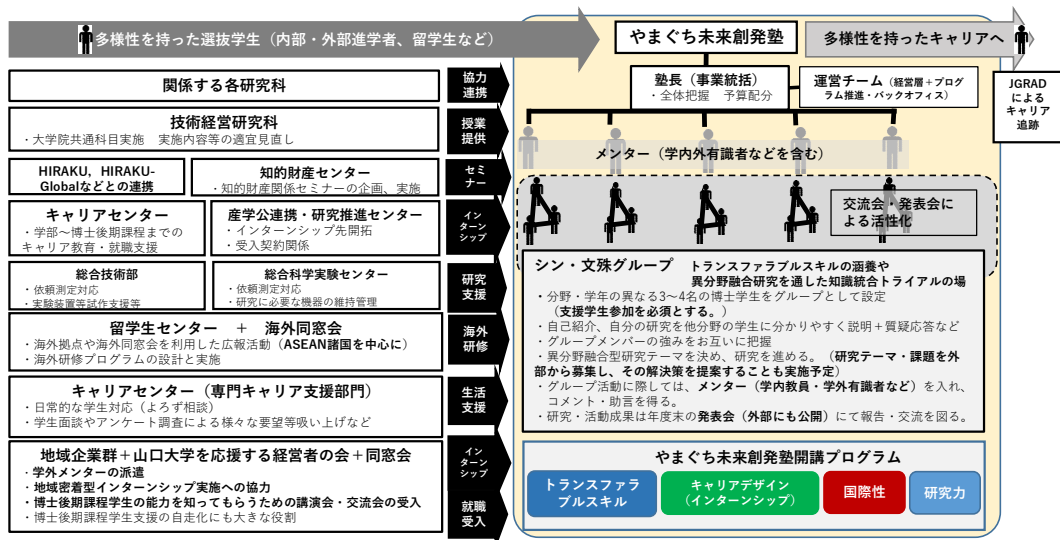 多様性を持った選抜学生（内部・外部進学者、留学生など）
やまぐち未来創発塾
多様性を持ったキャリアへ
塾長（事業統括）
・全体把握　予算配分
運営チーム（経営層＋プログ
ラム推進・バックオフィス）
JGRAD
による
キャリア
追跡
メンター（学内外有識者などを含む）
交流会・発表会に
よる活性化
関係する各研究科
協力
連携
技術経営研究科
・大学院共通科目実施　実施内容等の適宜見直し
授業
提供
HIRAKU，HIRAKU-
Globalなどとの連携
知的財産センター
・知的財産関係セミナーの企画、実施
セミ
ナー
キャリアセンター
・学部～博士後期課程までの
キャリア教育・就職支援
産学公連携・研究推進センター
・インターンシップ先開拓
・受入契約関係
イン
ターン
シップ
総合技術部
・依頼測定対応
・実験装置等試作支援等
総合科学実験センター
・依頼測定対応
・研究に必要な機器の維持管理
研究
支援
留学生センター　＋　海外同窓会
・海外拠点や海外同窓会を利用した広報活動（ASEAN諸国を中心に）
・海外研修プログラムの設計と実施
海外
研修
キャリアセンター（専門キャリア支援部門）
・日常的な学生対応（よろず相談）
・学生面談やアンケート調査による様々な要望等吸い上げなど
生活
支援
地域企業群＋山口大学を応援する経営者の会＋同窓会
・学外メンターの派遣
・地域密着型インターンシップ実施への協力
・博士後期課程学生の能力を知ってもらうための講演会・交流会の受入
・博士後期課程学生支援の自走化にも大きな役割
イン
ターン
シップ
就職
受入
シン・文殊グループ　トランスファラブルスキルの涵養や
異分野融合研究を通した知識統合トライアルの場
・分野・学年の異なる3～4名の博士学生をグループとして設定
（支援学生参加を必須とする。）
・自己紹介、自分の研究を他分野の学生に分かりやすく説明＋質疑応答など
・グループメンバーの強みをお互いに把握
・異分野融合型研究テーマを決め、研究を進める。（研究テーマ・課題を外
部から募集し、その解決策を提案することも実施予定）
・グループ活動に際しては、メンター（学内教員・学外有識者など）を入れ、
コメント・助言を得る。
・研究・活動成果は年度末の発表会（外部にも公開）にて報告・交流を図る。
やまぐち未来創発塾開講プログラム
トランスファラ
ブルスキル
キャリアデザイン
（インターンシップ）
国際性
研究力